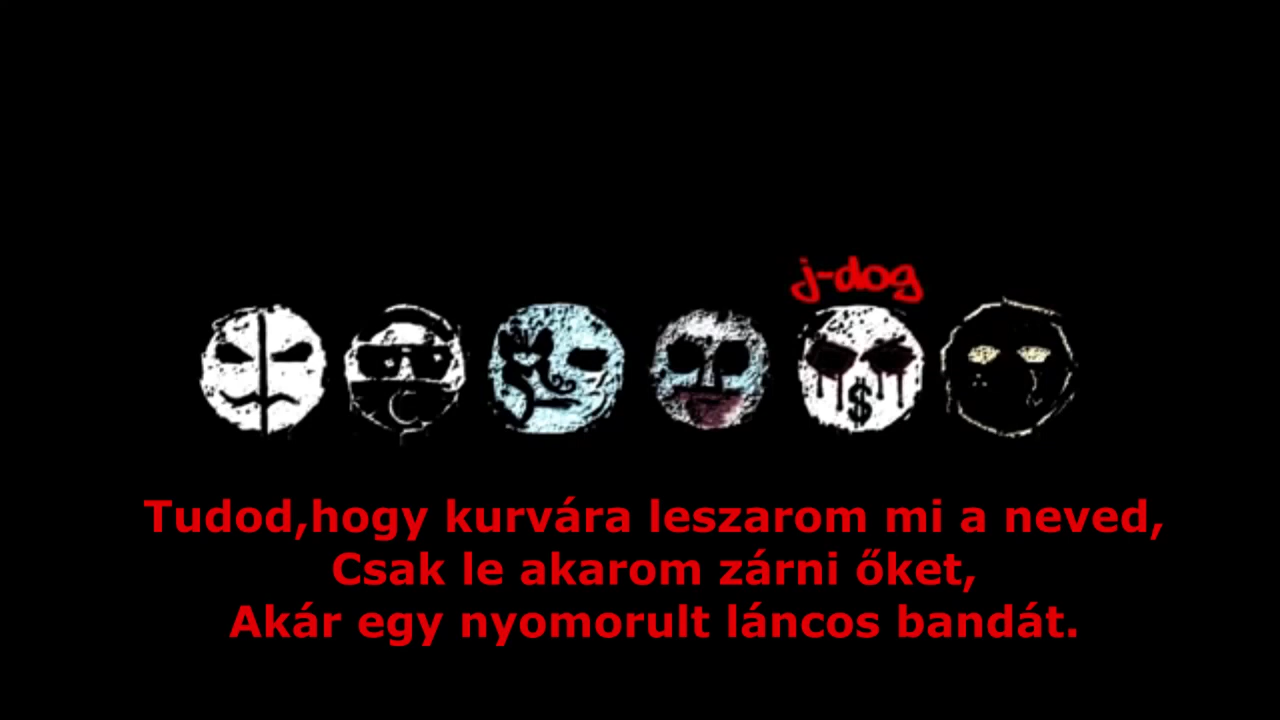 j-dog
$
Tudod,hogy kurvára leszarom mi a neved,
Csak le akarom zárni őket,
Akár egy nyomorult láncos bandát.